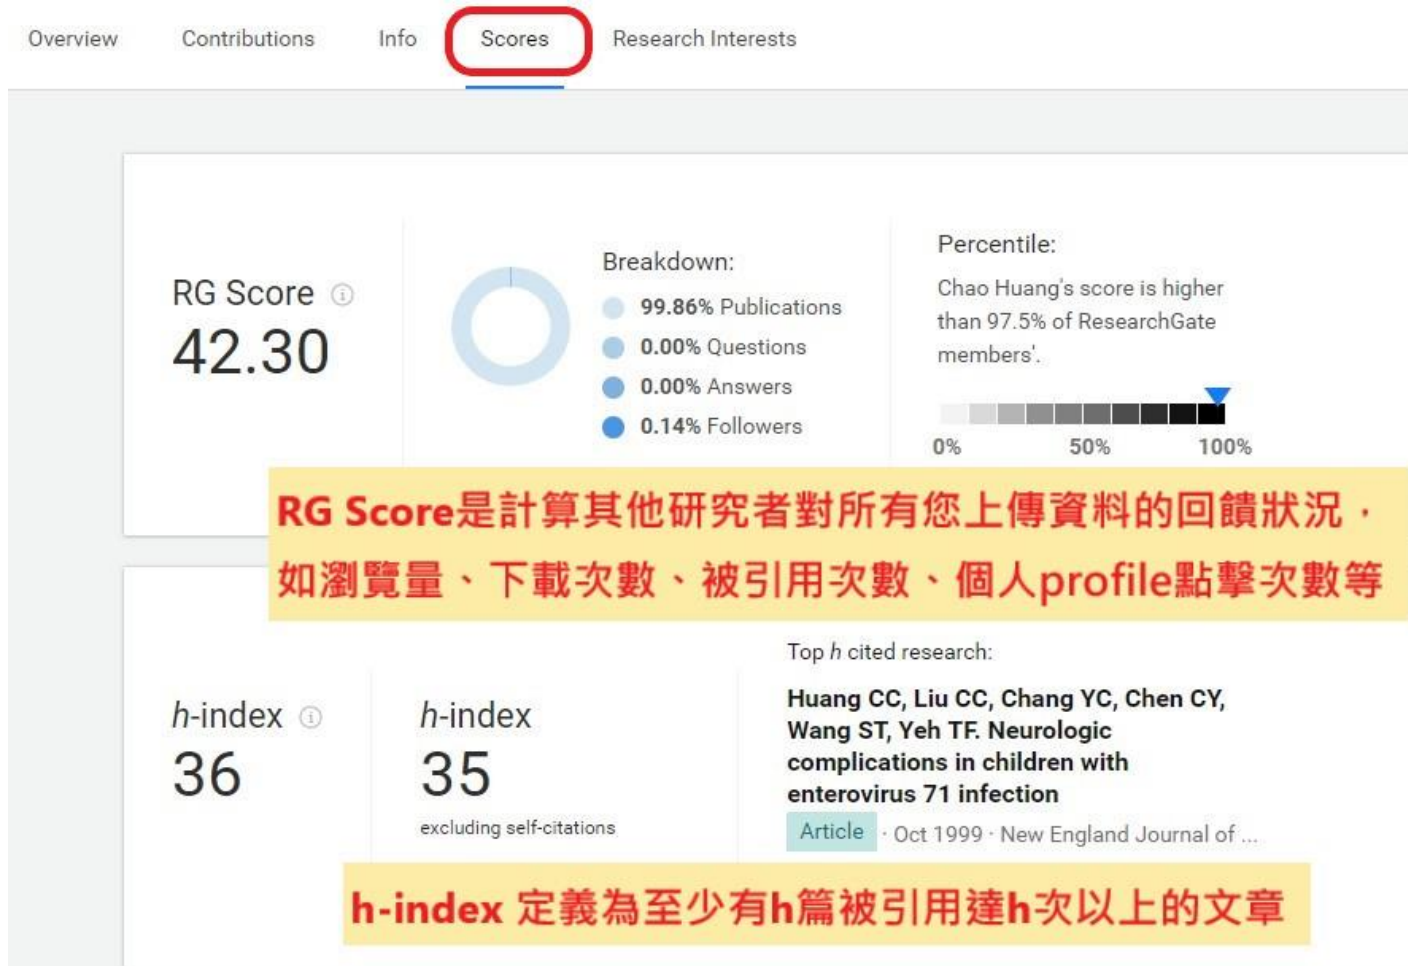 Overview Contributions Info Scores Research Interests
RG Score
42.30
Breakdown:
99.86% Publications
0.00% Questions
0.00% Answers
0.14% Followers
Percentile:
Chao Huang's score is higher
than 97.5% of ResearchGate
members'.
0% 50% 100%
RG Score是計算其他研究者對所有您上傳資料的回饋狀況，
如瀏覽量、下載次數、被引用次數、個人profile點擊次數等
h-index
36
h-index
35
excluding self-citations
Top h cited research:
Huang CC, Liu CC, Chang YC, Chen CY,
Wang ST, Yeh TF. Neurologic
complications in children with
enterovirus 71 infection
Article · Oct 1999 · New England Journal of ...
h-index 定義為至少有h篇被引用達h次以上的文章